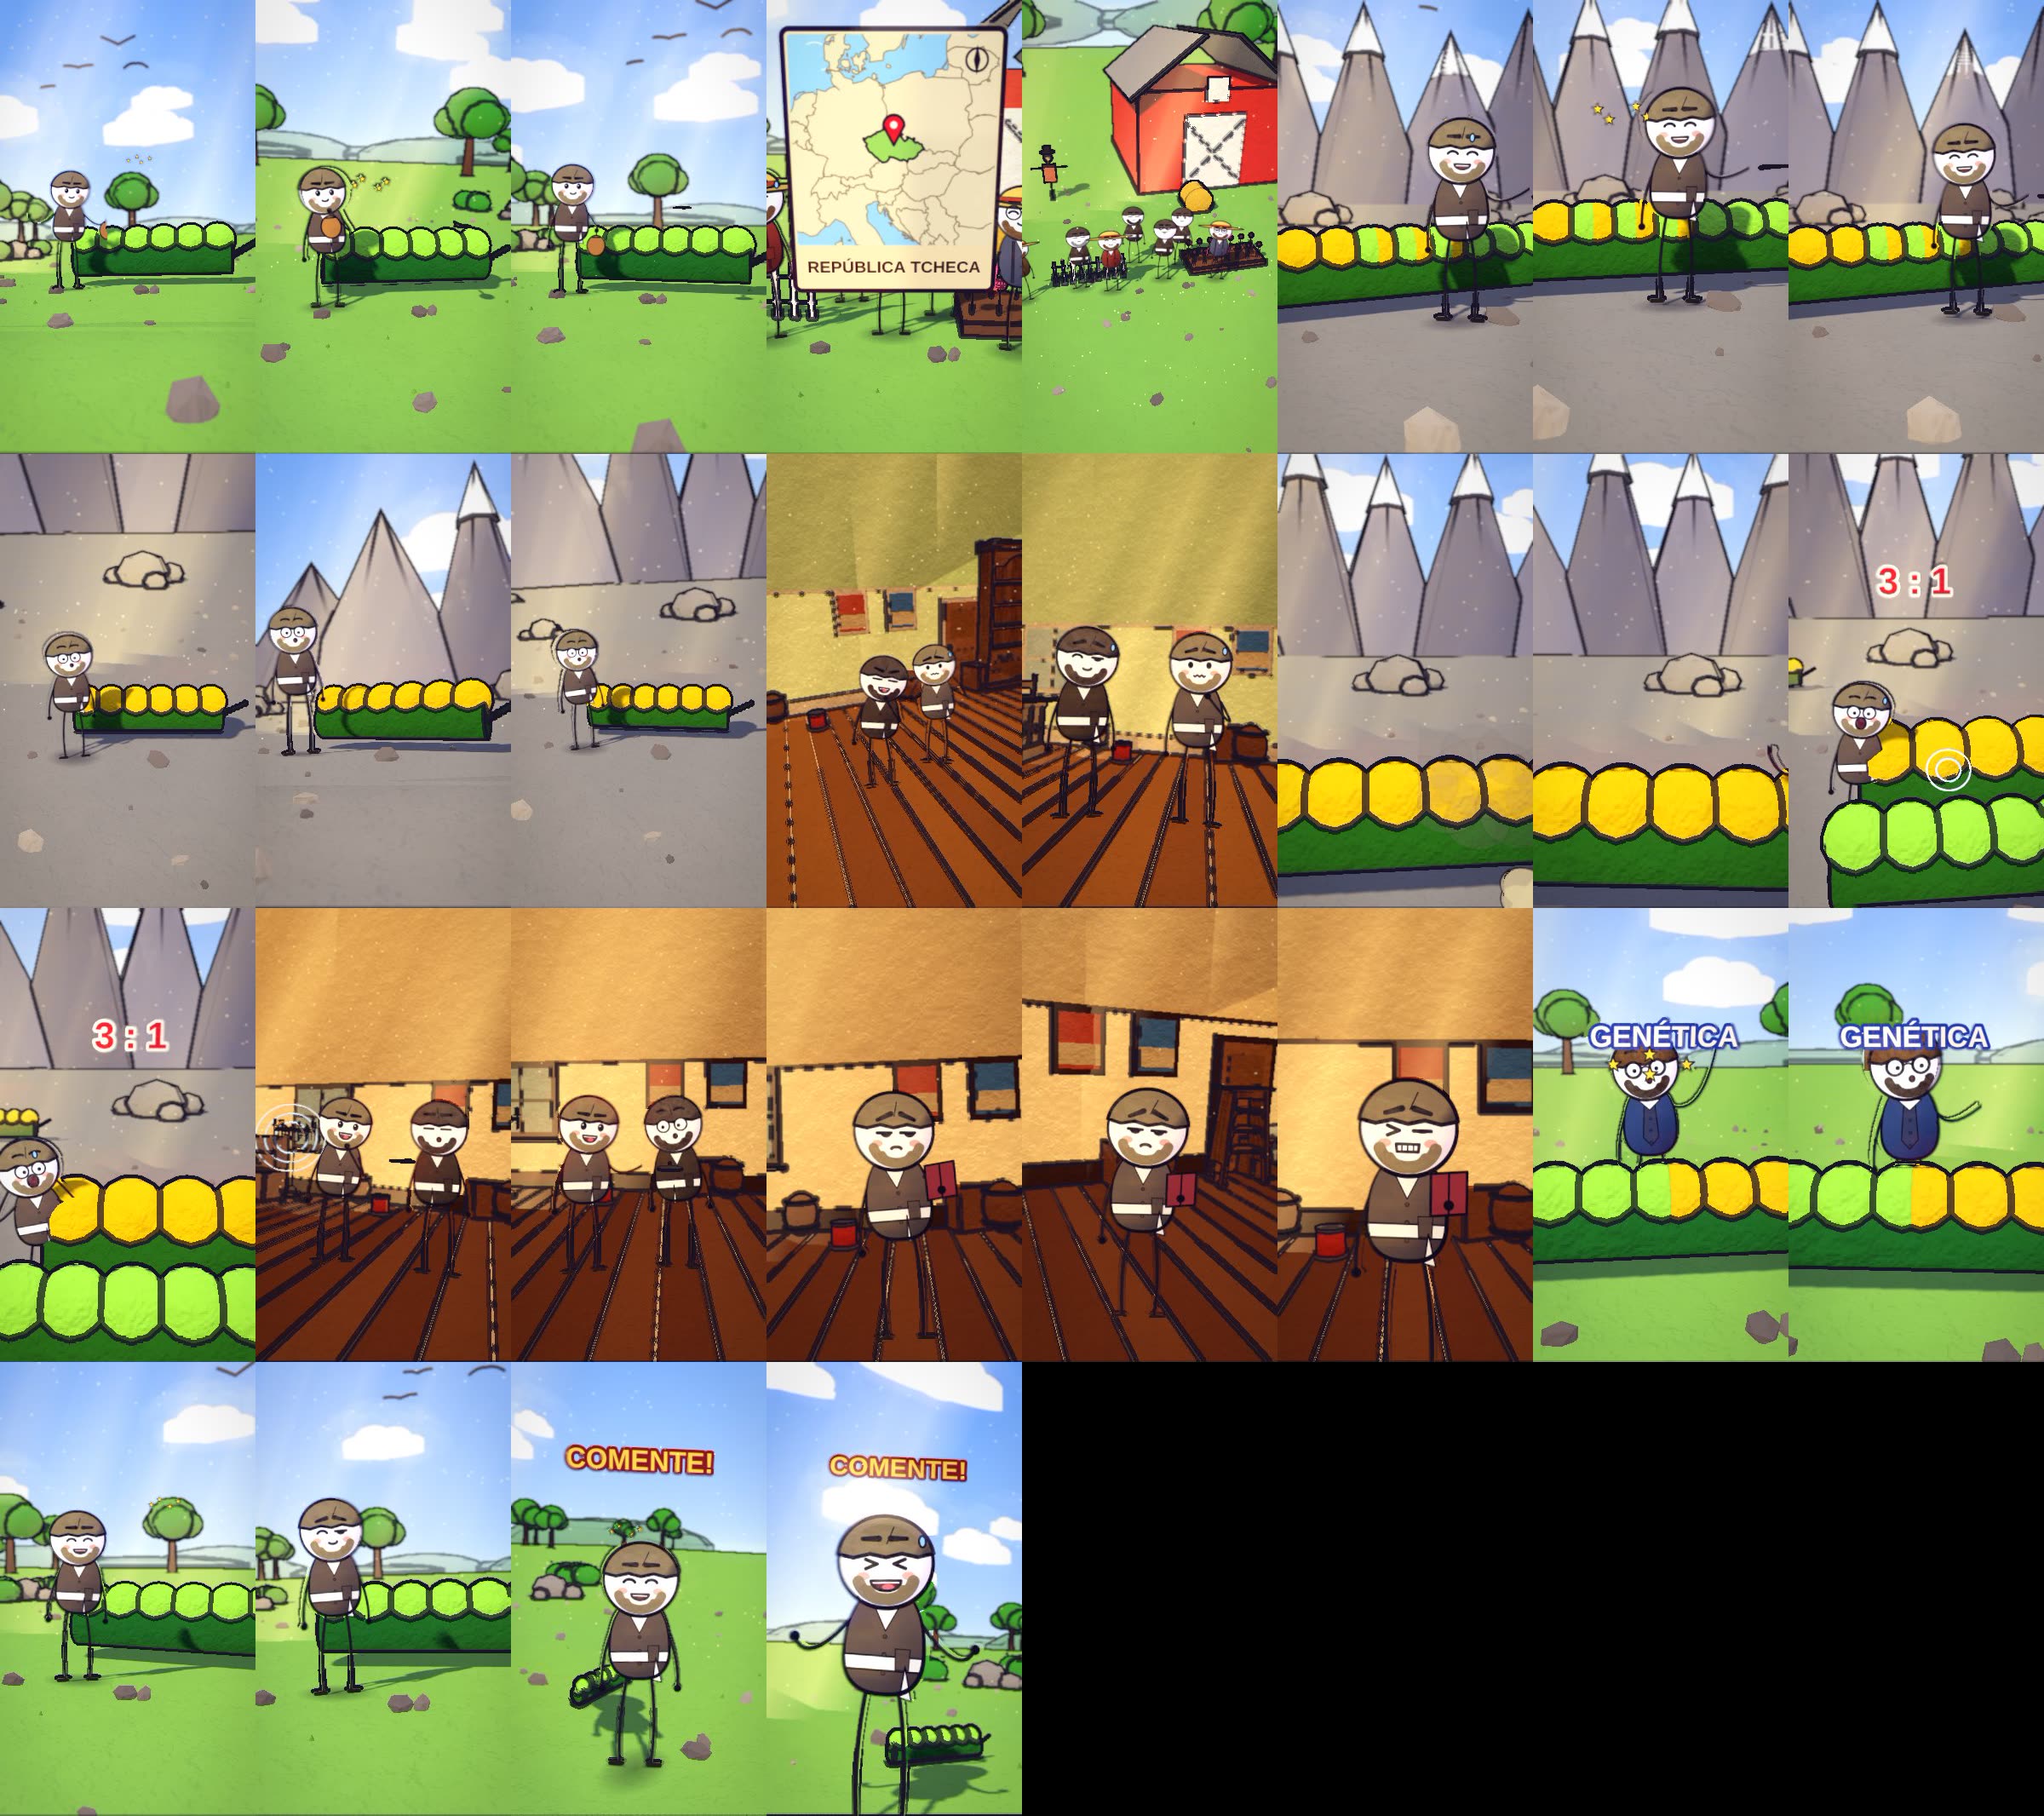 REPÚBLICA TCHECA
3 : 1
3 : 1
GENÉTICA
GENÉTICA
COMENTE!
COMENTE!